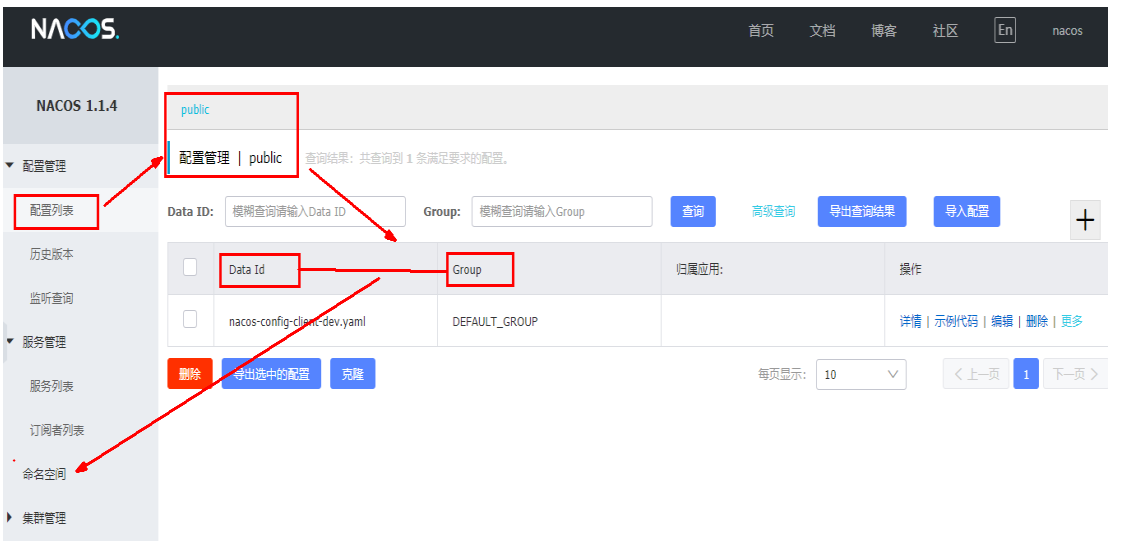 NACOS.
首页 文档 博客 社区 En nacos
NACOS 1.1.4
配置管理
配置列表
历史版本
监听查询
服务管理
服务列表
订阅者列表
命名空间
集群管理
public
配置管理 | public 查询结果：共查询到 1 条满足要求的配置。
Data ID: 模糊查询请输入Data ID Group: 模糊查询请输入Group 查询 高级查询 导出查询结果 导入配置
Data Id Group 归属应用: 操作
nacos-config-client-dev.yaml DEFAULT_GROUP 详情 | 示例代码 | 编辑 | 删除 | 更多
删除 导出选中的配置 克隆 每页显示: 10 上一页 1 下一页